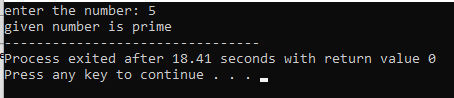 enter the number: 5
given number is prime
--------------------------------
Process exited after 18.41 seconds with return value 0
Press any key to continue . . .